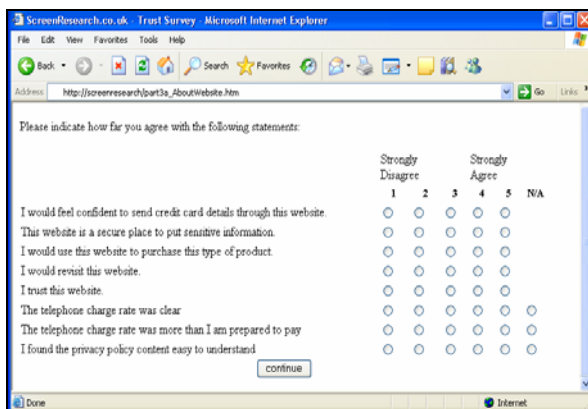 ScreenResearch.co.uk - Trust Survey - Microsoft Internet Explorer
File Edit View Favorites Tools Help
Back Search Favorites
Address http://screenresearch/part3a_AboutWebsite.htm Go Links
Please indicate how far you agree with the following statements:
Strongly Strongly
Disagree Agree
1 2 3 4 5 N/A
I would feel confident to send credit card details through this website.
This website is a secure place to put sensitive information.
I would use this website to purchase this type of product.
I would revisit this website.
I trust this website.
The telephone charge rate was clear
The telephone charge rate was more than I am prepared to pay
I found the privacy policy content easy to understand
continue
Done Internet